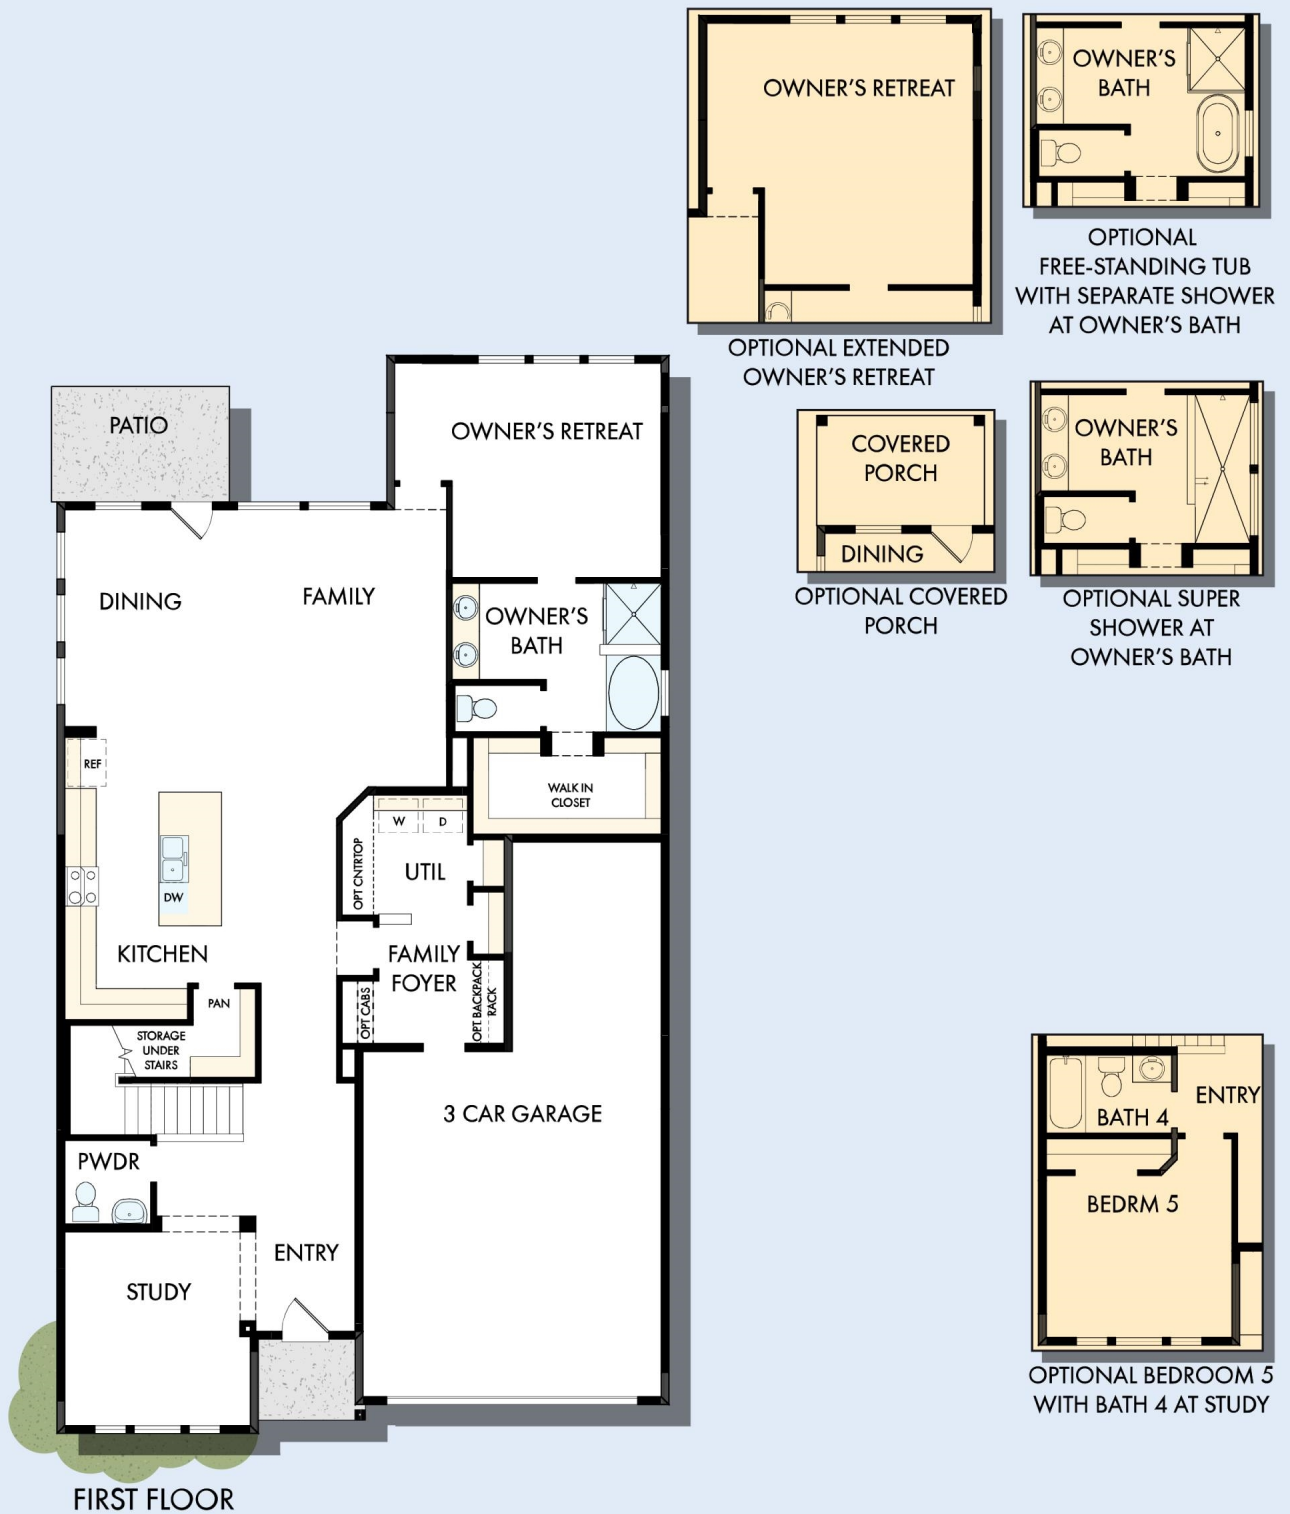 OWNER'S RETREAT
OPTIONAL EXTENDED
OWNER'S RETREAT
OWNER'S
BATH
OPTIONAL
FREE-STANDING TUB
WITH SEPARATE SHOWER
AT OWNER'S BATH
COVERED
PORCH
DINING
OPTIONAL COVERED
PORCH
OWNER'S
BATH
OPTIONAL SUPER
SHOWER AT
OWNER'S BATH
PATIO
OWNER'S RETREAT
DINING
FAMILY
OWNER'S
BATH
REF
WALK IN
CLOSET
W
D
OPT CNTRTOP
UTIL
DW
KITCHEN
FAMILY
FOYER
PAN
OPT CABS
OPT BACKPACK
RACK
STORAGE
UNDER
STAIRS
3 CAR GARAGE
PWDR
ENTRY
STUDY
FIRST FLOOR
ENTRY
BATH 4
BEDRM 5
OPTIONAL BEDROOM 5
WITH BATH 4 AT STUDY